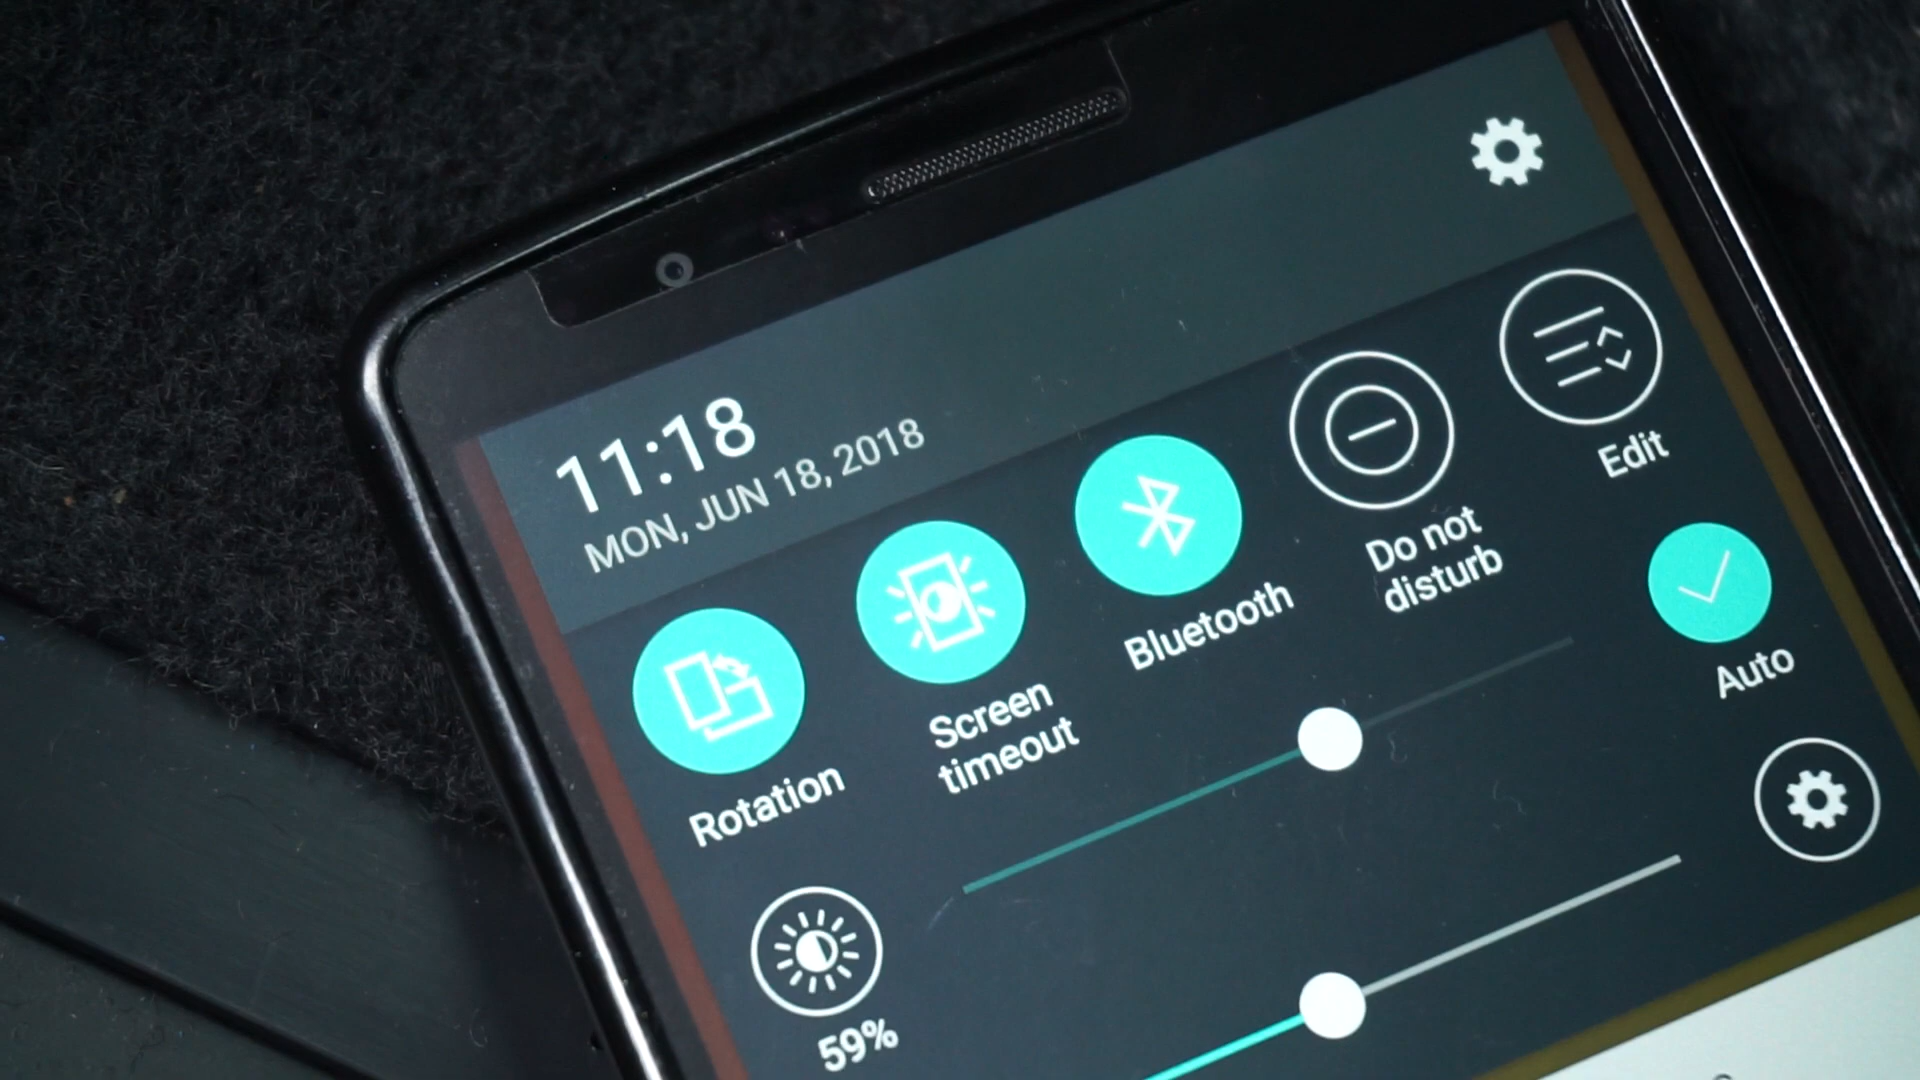 11:18
MON, JUN 18, 2018
Rotation
Screen
timeout
Bluetooth
Do not
disturb
Edit
Auto
59%